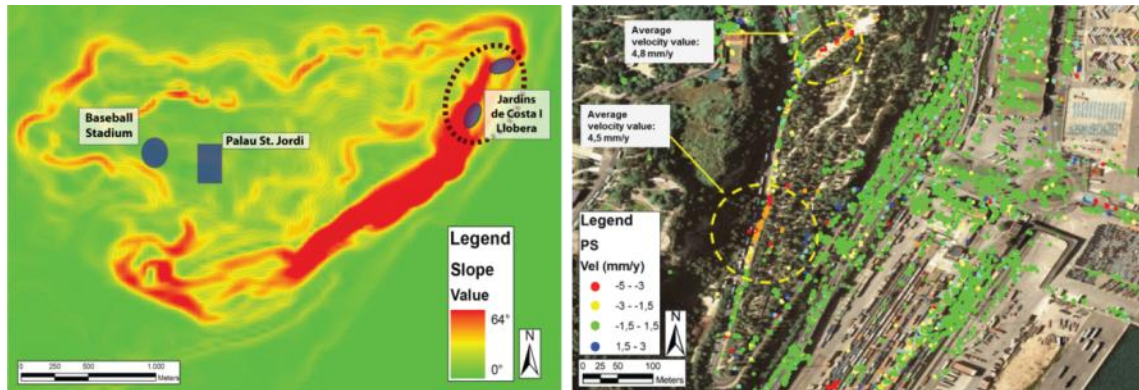 Baseball
Stadium
Palau St. Jordi
Jardins
de Costa I
Llobera
Legend
Slope
Value
64°
0°
N
0 250 500 1.000
Meters
Average
velocity value:
4,8 mm/y
Average
velocity value:
4,5 mm/y
Legend
PS
Vel (mm/y)
-5 - -3
-3 - -1,5
-1,5 - 1,5
1,5 - 3
N
0 25 50 100
Meters